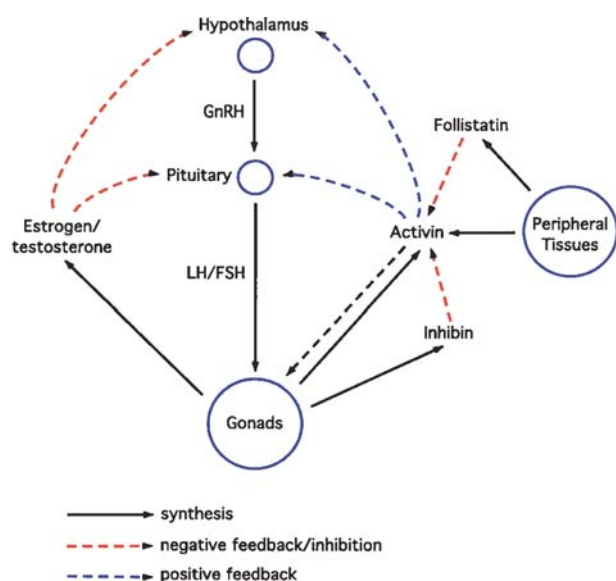 Hypothalamus
GnRH
Follistatin
Pituitary
Estrogen/
testosterone
Activin
Peripheral
Tissues
LH/FSH
Inhibin
Gonads
synthesis
negative feedback/inhibition
positive feedback